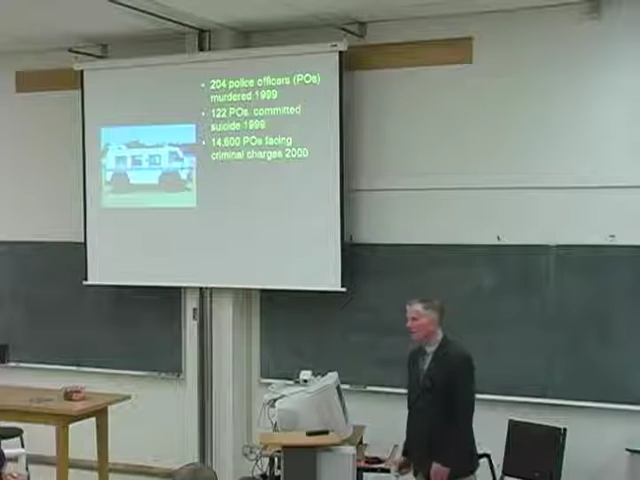 • 204 police officers (POs)
murdered 1999
• 122 POs. committed
suicide 1999
• 14,600 POs facing
criminal charges 2000